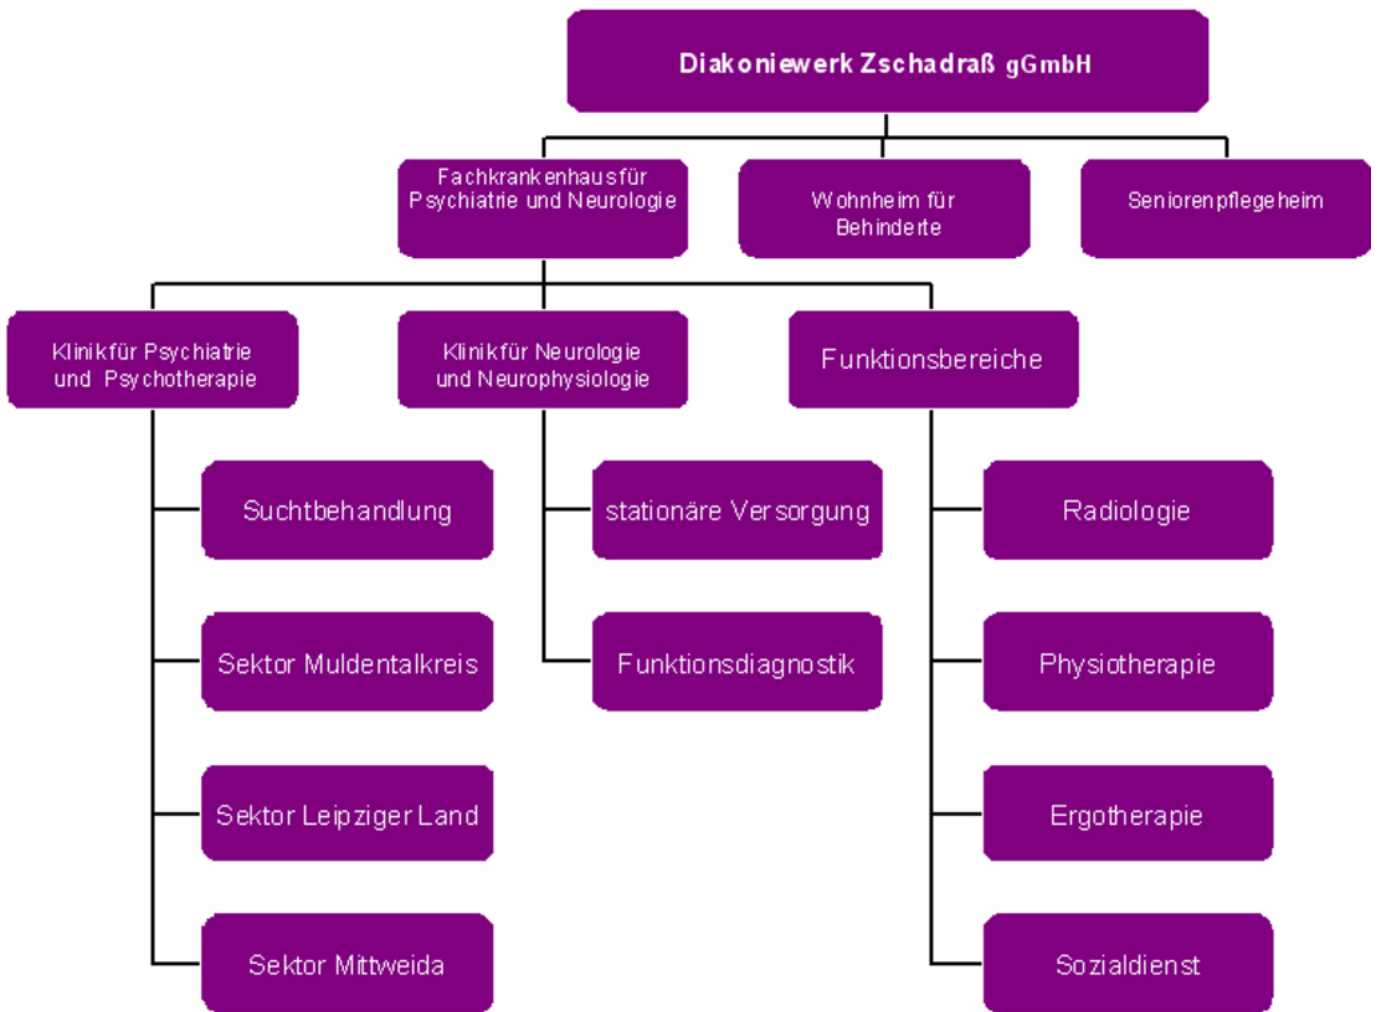 Diakoniewerk Zschadraß gGmbH
Fachkrankenhaus für
Psychiatrie und Neurologie
Wohnheim für
Behinderte
Seniorenpflegeheim
Klinik für Psychiatrie
und Psychotherapie
Klinik für Neurologie
und Neurophysiologie
Funktionsbereiche
Suchtbehandlung
stationäre Versorgung
Radiologie
Sektor Muldentalkreis
Funktionsdiagnostik
Physiotherapie
Sektor Leipziger Land
Ergotherapie
Sektor Mittweida
Sozialdienst